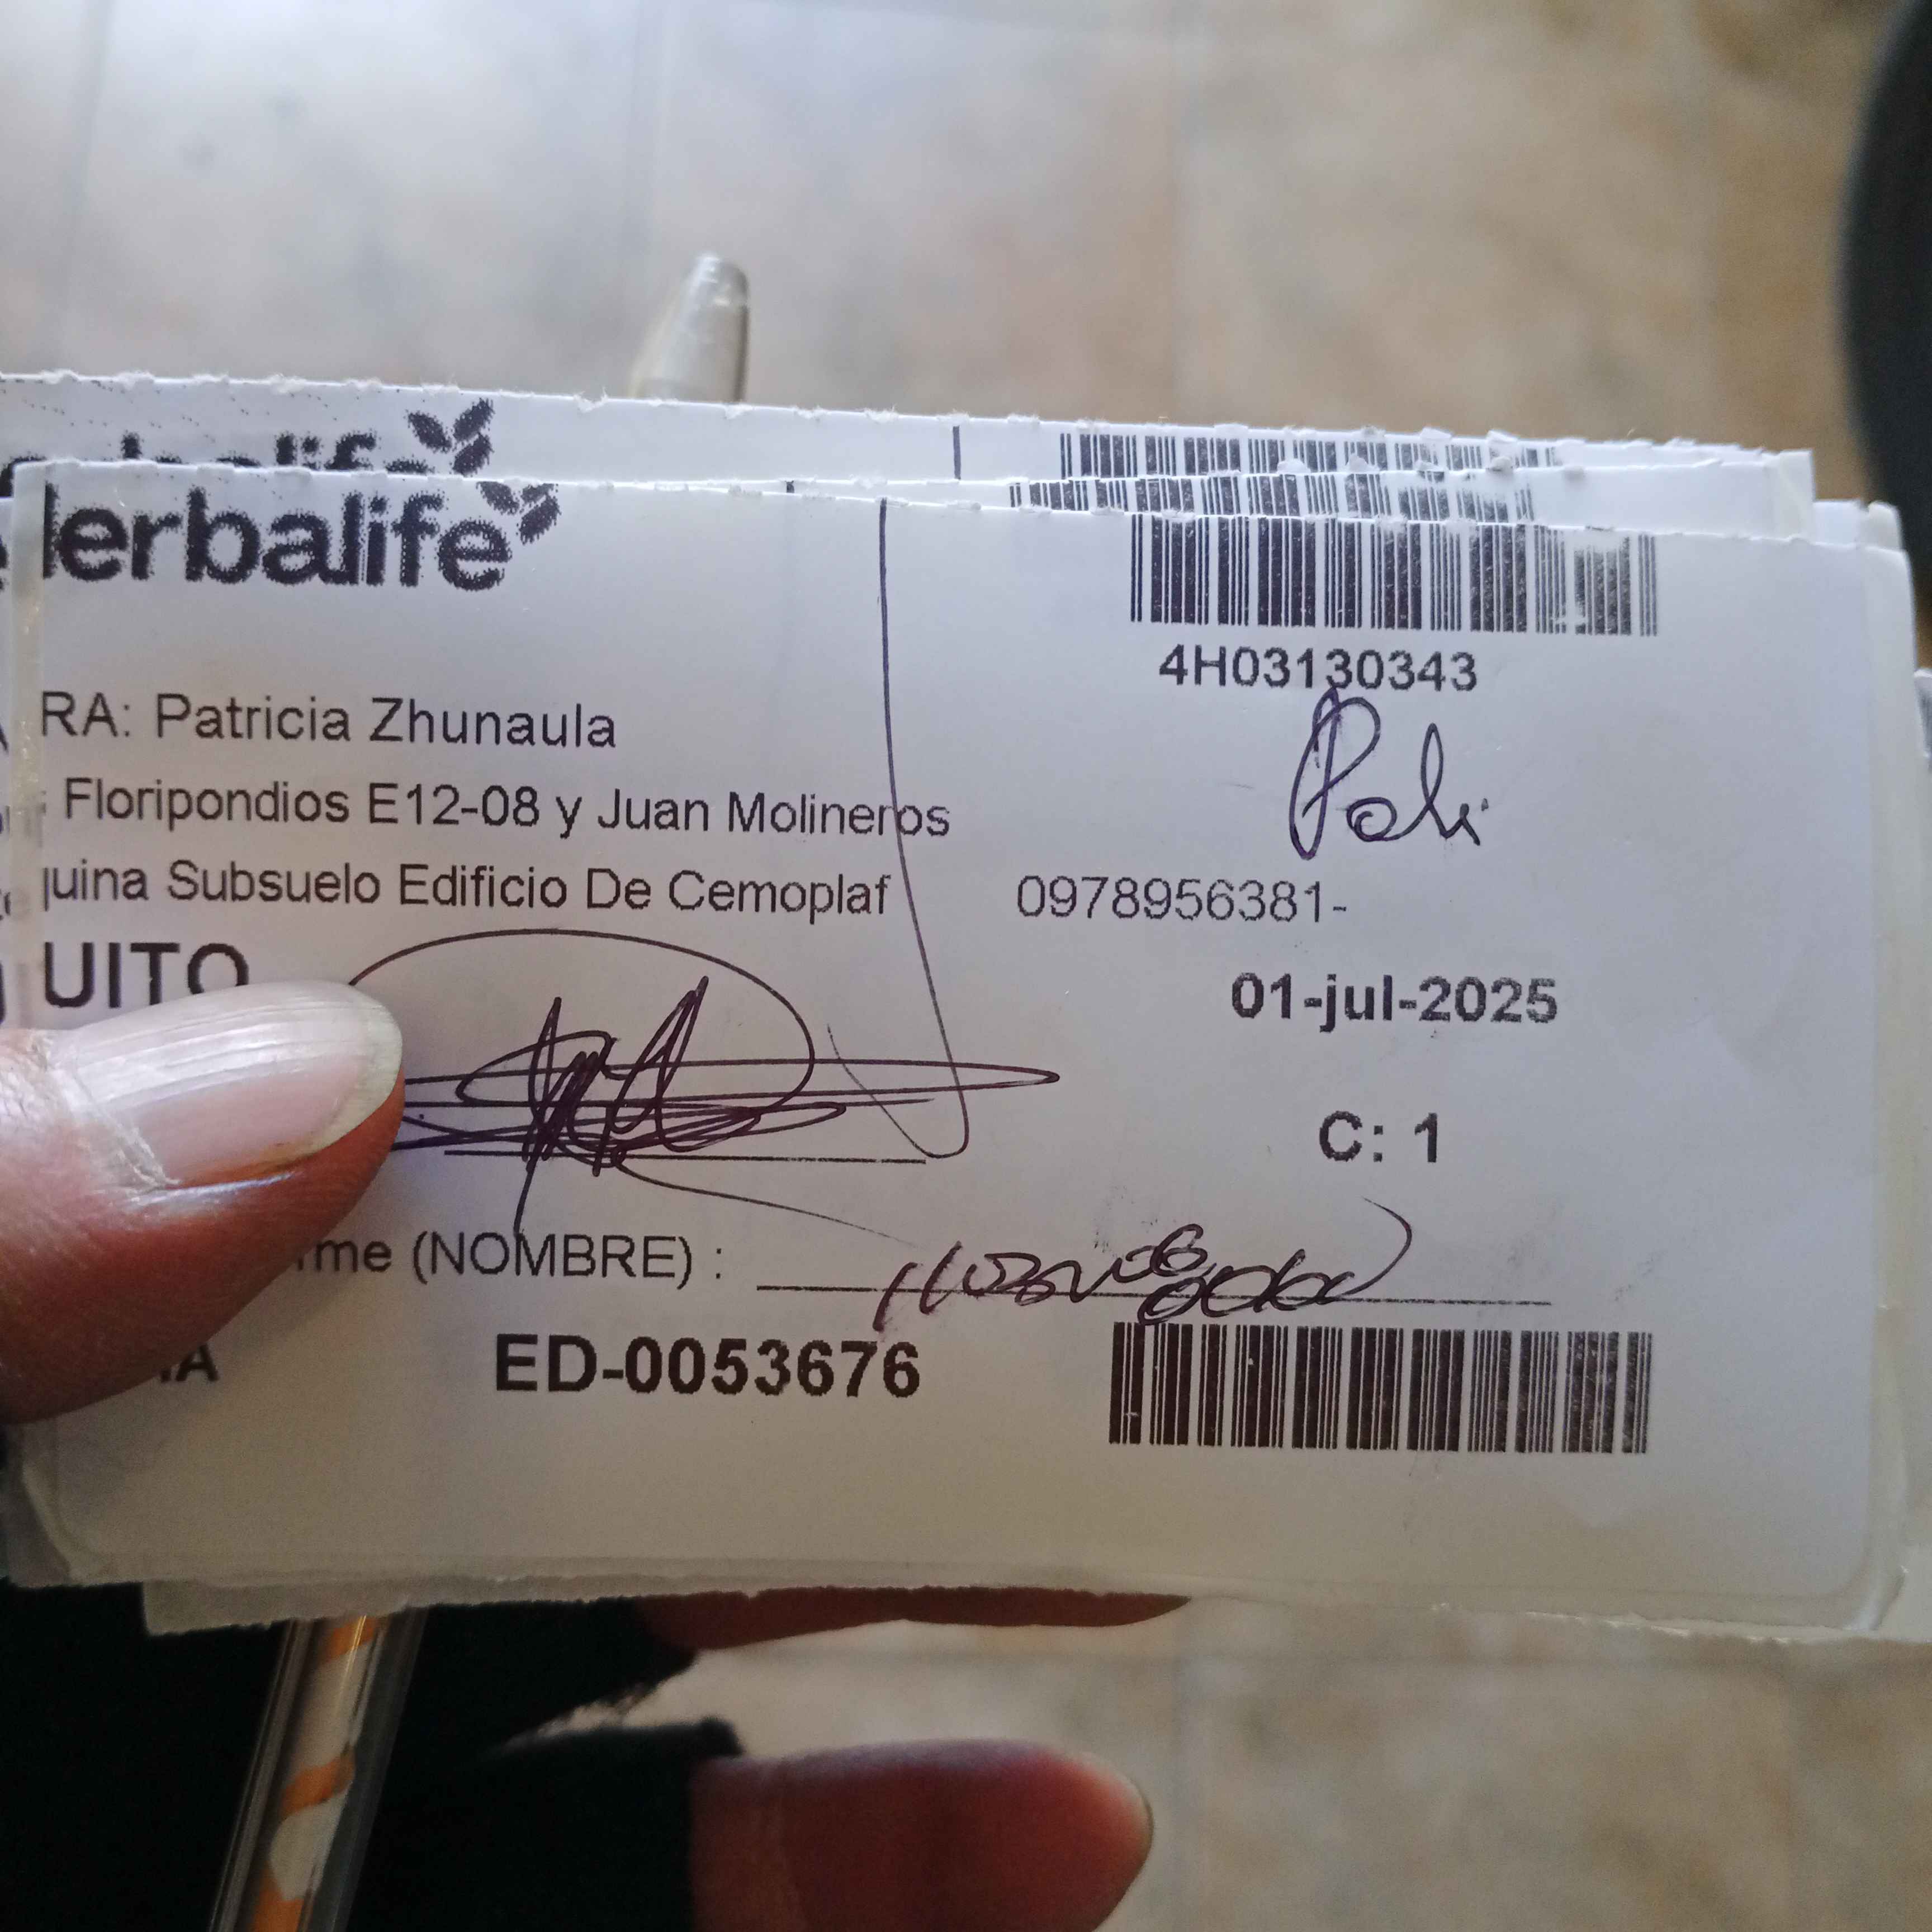 Herbalife
4H03130343
RA: Patricia Zhunaula
Floripondios E12-08 y Juan Molineros
uina Subsuelo Edificio De Cemoplaf
0978956381-
UITO
01-jul-2025
C: 1
rme (NOMBRE) :
ED-0053676